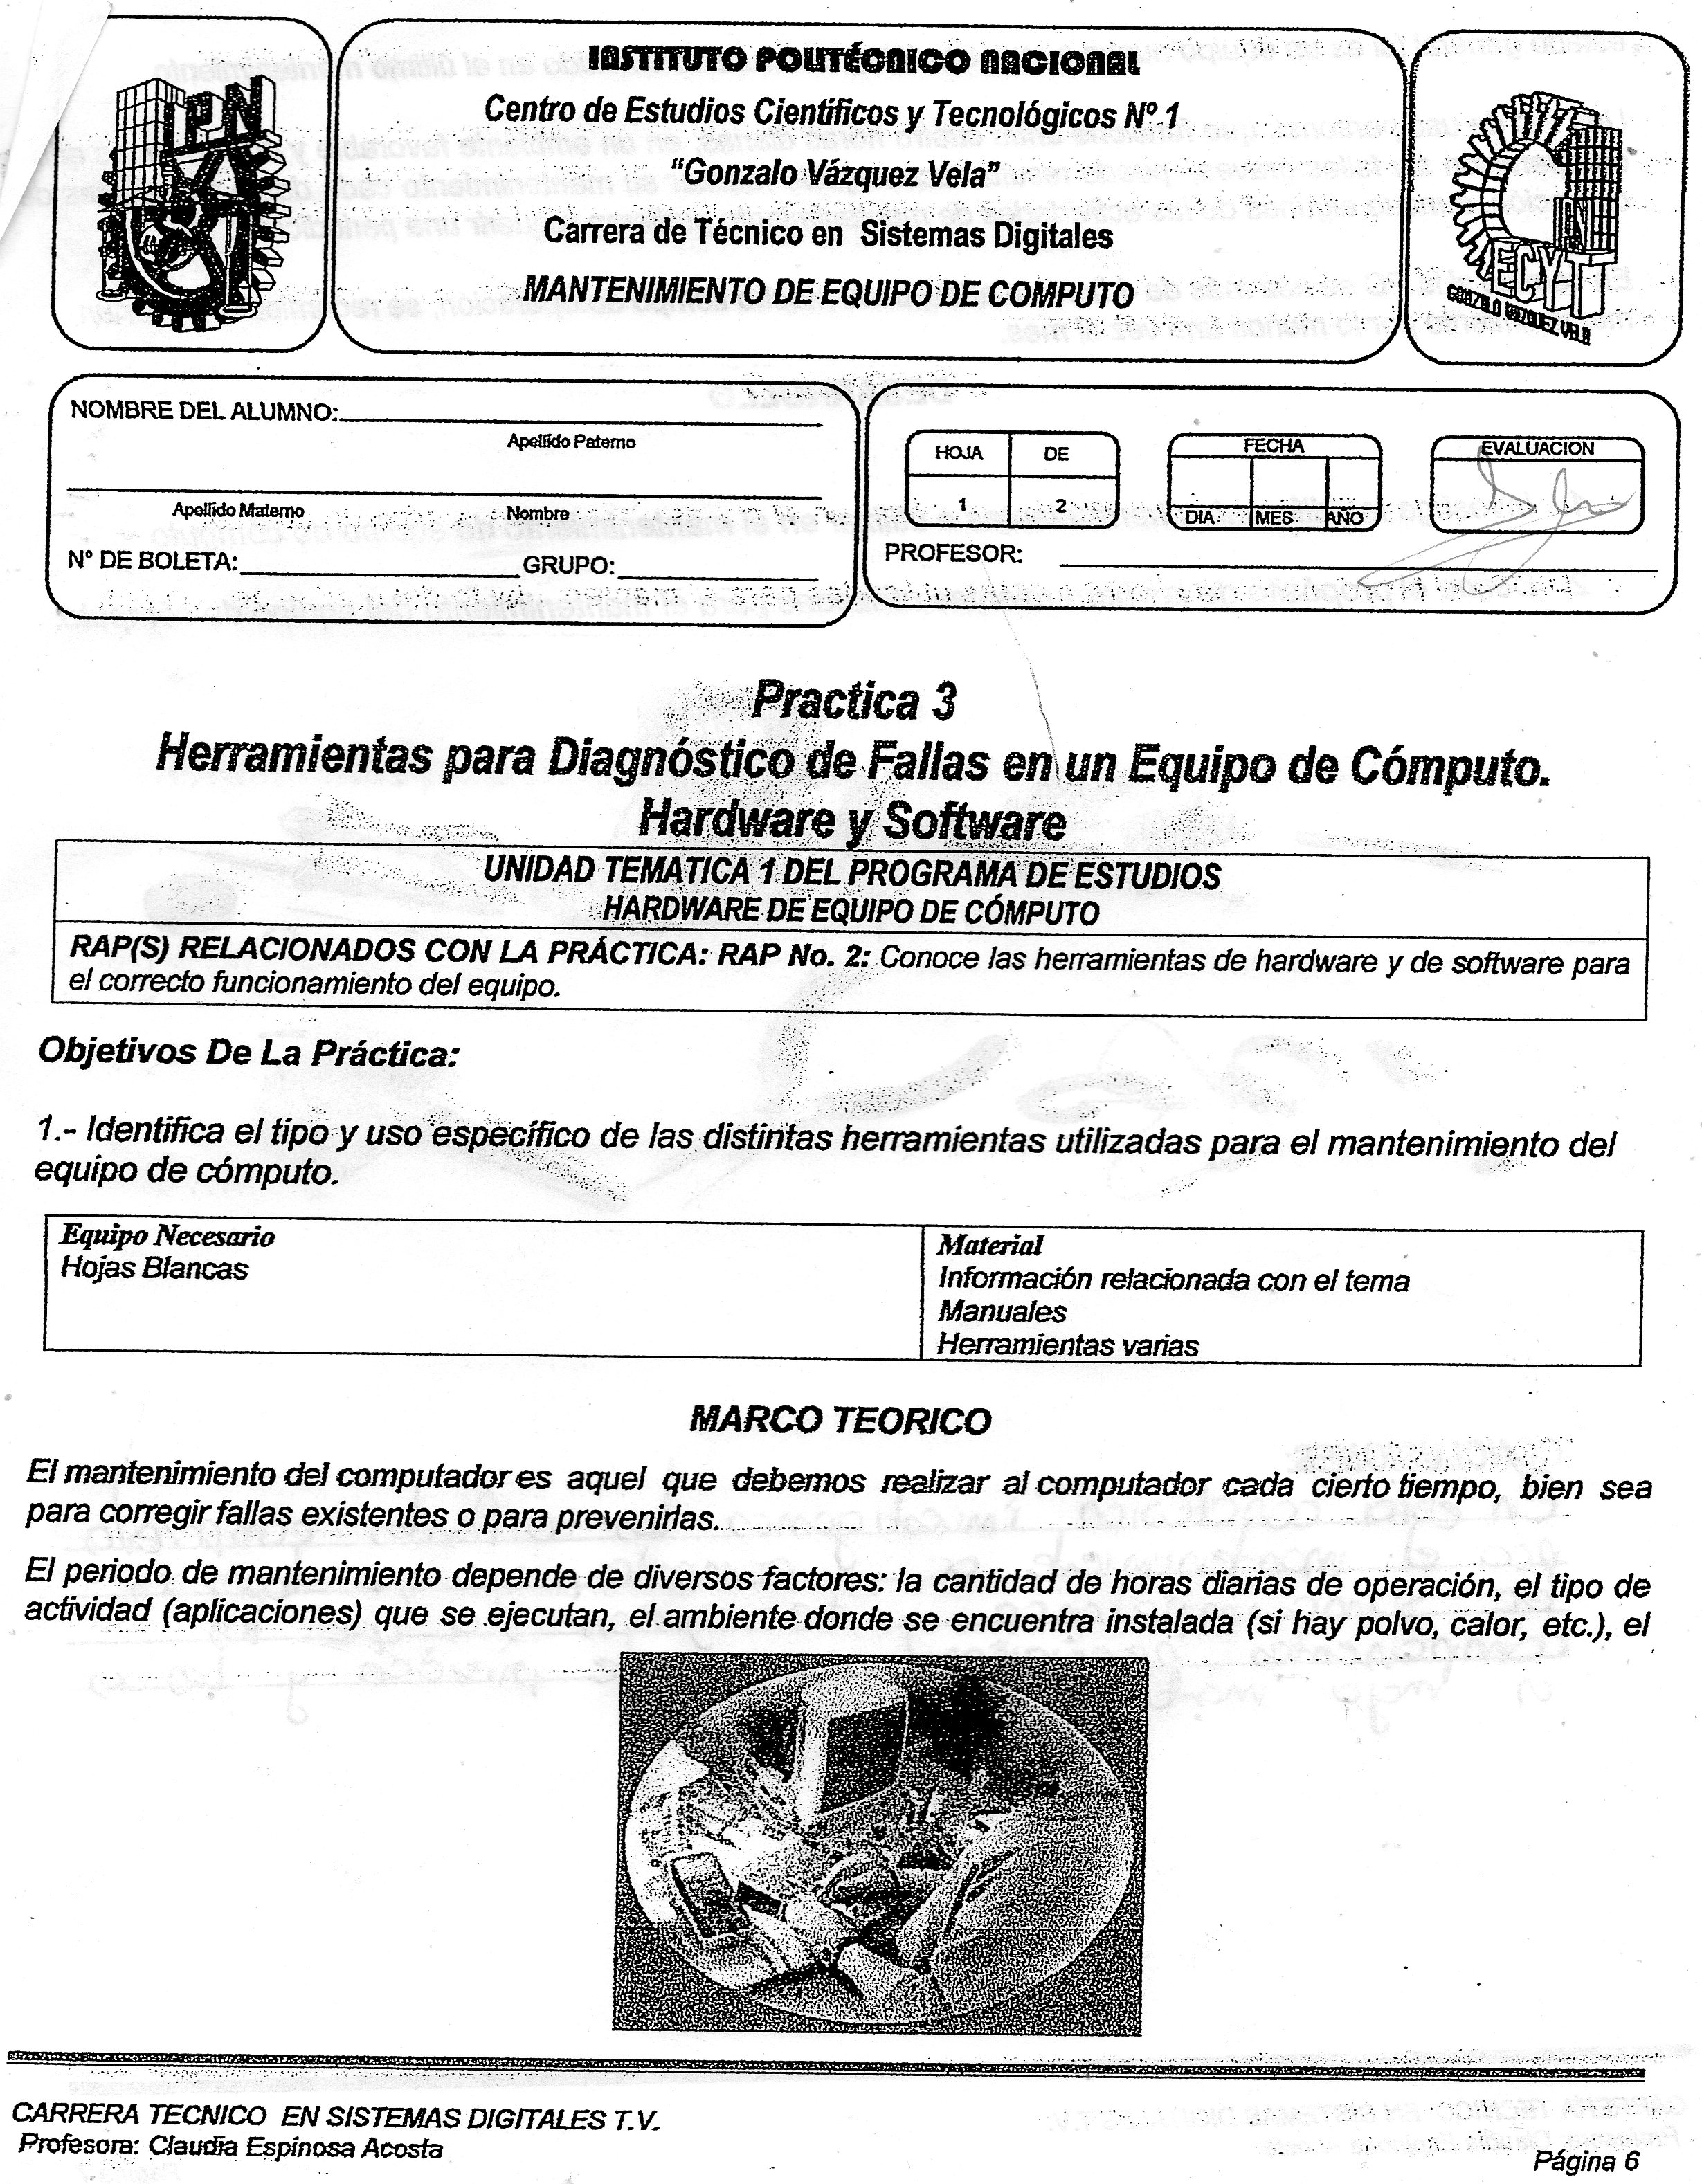 INSTITUTO POLITÉCNICO NACIONAL
Centro de Estudios Científicos y Tecnológicos Nº 1
“Gonzalo Vázquez Vela”
Carrera de Técnico en Sistemas Digitales
MANTENIMIENTO DE EQUIPO DE COMPUTO
IPN
IPN
ECYT
GONZALO VAZQUEZ VELA
NOMBRE DEL ALUMNO:
Apellido Paterno
Apellido Materno Nombre
Nº DE BOLETA: GRUPO:
HOJA DE
1 2
FECHA
DIA MES AÑO
EVALUACION
PROFESOR:
Practica 3
Herramientas para Diagnóstico de Fallas en un Equipo de Cómputo.
Hardware y Software
UNIDAD TEMATICA 1 DEL PROGRAMA DE ESTUDIOS
HARDWARE DE EQUIPO DE CÓMPUTO
RAP(S) RELACIONADOS CON LA PRÁCTICA: RAP No. 2: Conoce las herramientas de hardware y de software para
el correcto funcionamiento del equipo.
Objetivos De La Práctica:
1.- Identifica el tipo y uso específico de las distintas herramientas utilizadas para el mantenimiento del
equipo de cómputo.
Equipo Necesario
Hojas Blancas
Material
Información relacionada con el tema
Manuales
Herramientas varias
MARCO TEORICO
El mantenimiento del computador es aquel que debemos realizar al computador cada cierto tiempo, bien sea
para corregir fallas existentes o para prevenirlas.
El periodo de mantenimiento depende de diversos factores: la cantidad de horas diarias de operación, el tipo de
actividad (aplicaciones) que se ejecutan, el ambiente donde se encuentra instalada (si hay polvo, calor, etc.), el
CARRERA TECNICO EN SISTEMAS DIGITALES T.V.
Profesora: Claudia Espinosa Acosta
Página 6